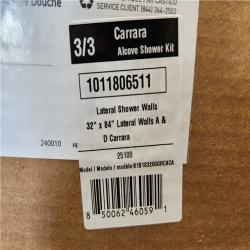 Douche
SERVICE CLIENT (844) 364-2502
3/3
Carrara
Alcove Shower Kit
1011806511
Lateral Shower Walls
32" x 84" Lateral Walls A &
D Carrara
25100
240010
8 50062 46059 1